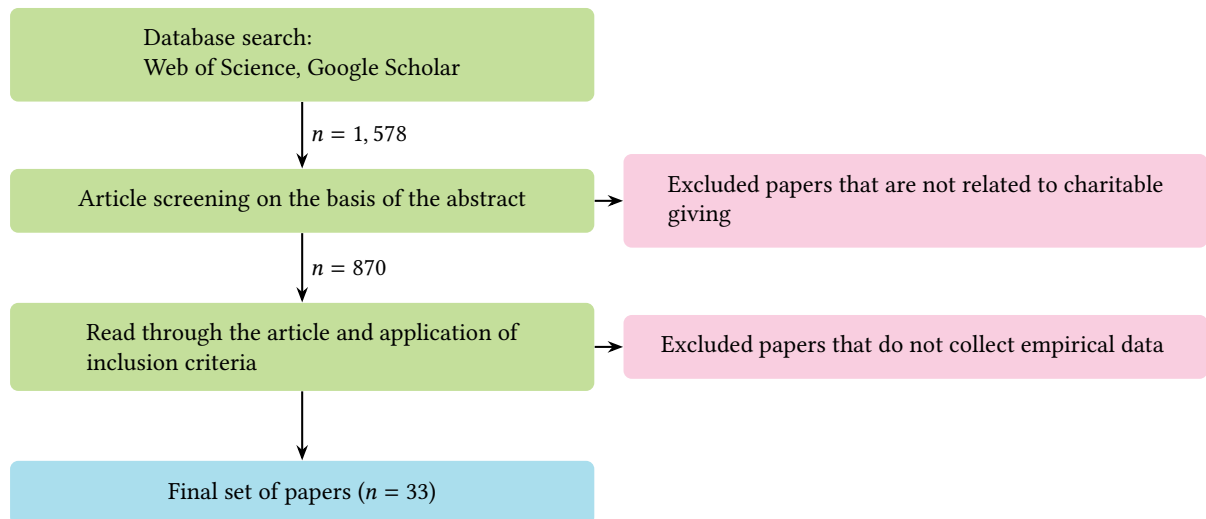 Database search:
Web of Science, Google Scholar
n = 1, 578
Article screening on the basis of the abstract
Excluded papers that are not related to charitable
giving
n = 870
Read through the article and application of
inclusion criteria
Excluded papers that do not collect empirical data
Final set of papers (n = 33)